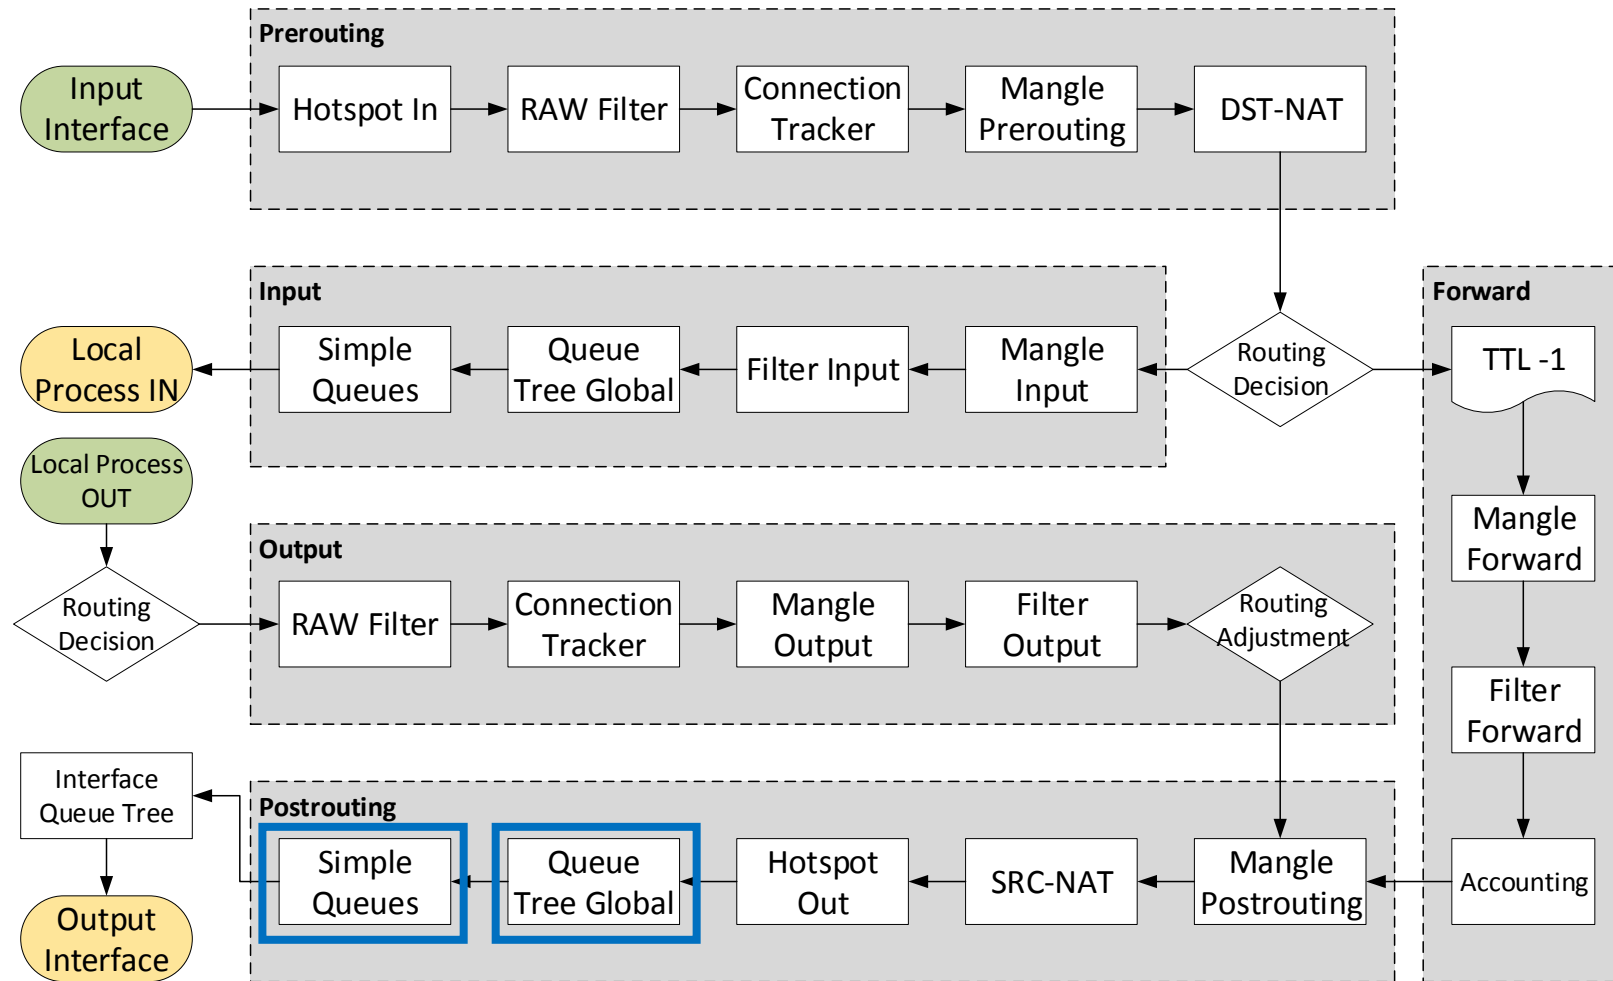 Prerouting
Input
Interface
Hotspot In
RAW Filter
Connection
Tracker
Mangle
Prerouting
DST-NAT
Input
Forward
Local
Process IN
Simple
Queues
Queue
Tree Global
Filter Input
Mangle
Input
Routing
Decision
TTL -1
Local Process
OUT
Mangle
Forward
Output
Routing
Decision
RAW Filter
Connection
Tracker
Mangle
Output
Filter
Output
Routing
Adjustment
Filter
Forward
Interface
Queue Tree
Postrouting
Simple
Queues
Queue
Tree Global
Hotspot
Out
SRC-NAT
Mangle
Postrouting
Accounting
Output
Interface